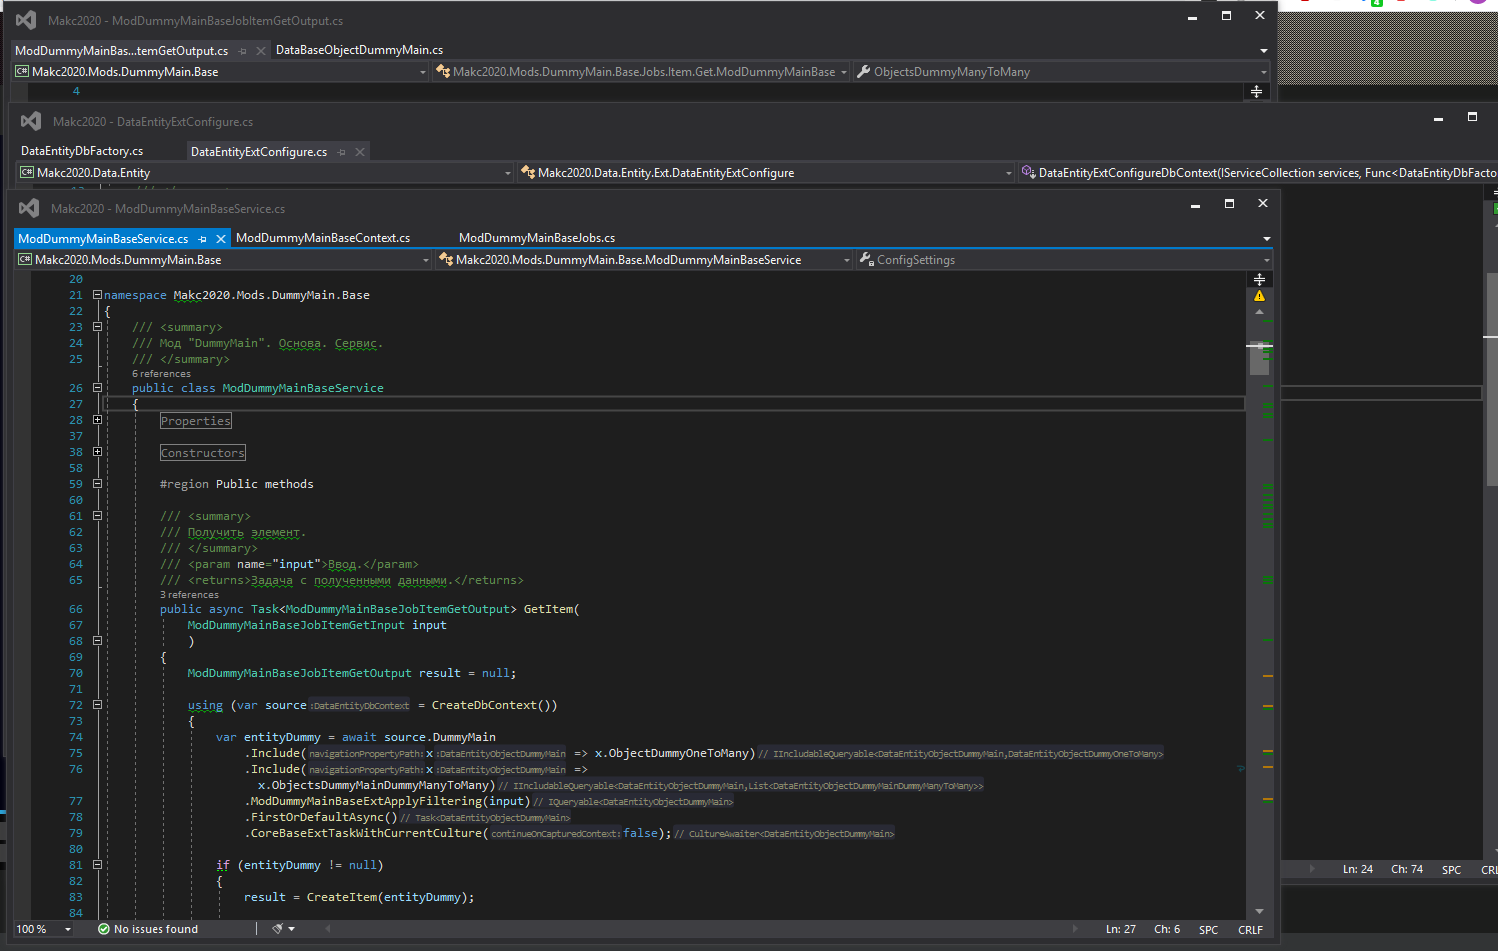 Makc2020 - ModDummyMainBaseJobItemGetOutput.cs
ModDummyMainBas...temGetOutput.cs
DataBaseObjectDummyMain.cs
C# Makc2020.Mods.DummyMain.Base
Makc2020.Mods.DummyMain.Base.Jobs.Item.Get.ModDummyMainBase
ObjectsDummyManyToMany
4
Makc2020 - DataEntityExtConfigure.cs
DataEntityDbFactory.cs
DataEntityExtConfigure.cs
C# Makc2020.Data.Entity
Makc2020.Data.Entity.Ext.DataEntityExtConfigure
DataEntityExtConfigureDbContext(IServiceCollection services, Func<DataEntityDbFacto
Makc2020 - ModDummyMainBaseService.cs
ModDummyMainBaseService.cs
ModDummyMainBaseContext.cs
ModDummyMainBaseJobs.cs
C# Makc2020.Mods.DummyMain.Base
Makc2020.Mods.DummyMain.Base.ModDummyMainBaseService
ConfigSettings
20
21 namespace Makc2020.Mods.DummyMain.Base
22 {
23 /// <summary>
24 /// Мод "DummyMain". Основа. Сервис.
25 /// </summary>
6 references
26 public class ModDummyMainBaseService
27 {
28 Properties
37
38 Constructors
58
59 #region Public methods
60
61 /// <summary>
62 /// Получить элемент.
63 /// </summary>
64 /// <param name="input">Ввод.</param>
65 /// <returns>Задача с полученными данными.</returns>
3 references
66 public async Task<ModDummyMainBaseJobItemGetOutput> GetItem(
67 ModDummyMainBaseJobItemGetInput input
68 )
69 {
70 ModDummyMainBaseJobItemGetOutput result = null;
71
72 using (var source :DataEntityDbContext = CreateDbContext())
73 {
74 var entityDummy = await source.DummyMain
75 .Include( navigationPropertyPath: x :DataEntityObjectDummyMain => x.ObjectDummyOneToMany) // IIncludableQueryable<DataEntityObjectDummyMain,DataEntityObjectDummyOneToMany>
76 .Include( navigationPropertyPath: x :DataEntityObjectDummyMain =>
x.ObjectsDummyMainDummyManyToMany) // IIncludableQueryable<DataEntityObjectDummyMain,List<DataEntityObjectDummyMainDummyManyToMany>>
77 .ModDummyMainBaseExtApplyFiltering(input) // IQueryable<DataEntityObjectDummyMain>
78 .FirstOrDefaultAsync() // Task<DataEntityObjectDummyMain>
79 .CoreBaseExtTaskWithCurrentCulture( continueOnCapturedContext: false); // CultureAwaiter<DataEntityObjectDummyMain>
80
81 if (entityDummy != null)
82 {
83 result = CreateItem(entityDummy);
84
100 %
No issues found
Ln: 27 Ch: 6 SPC CRLF
Ln: 24 Ch: 74 SPC CRL